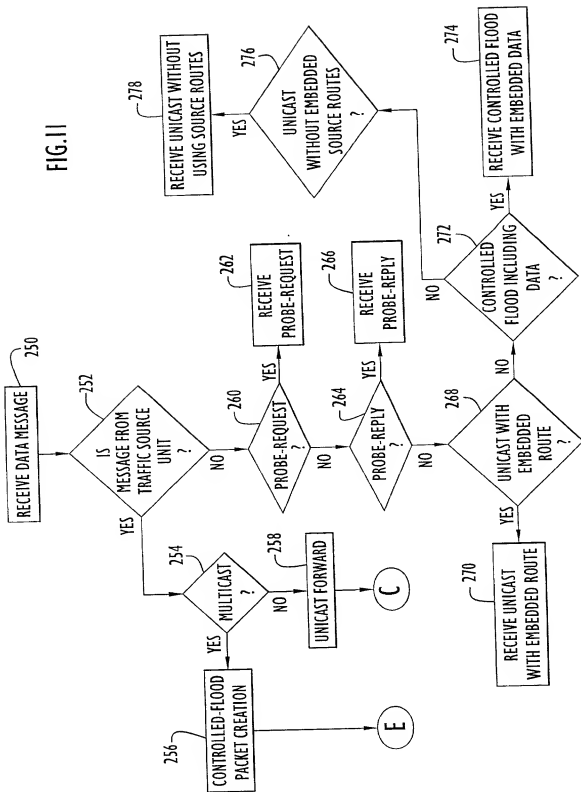 FIG.11
250
RECEIVE DATA MESSAGE
252
IS
MESSAGE FROM
TRAFFIC SOURCE
UNIT
?
YES
NO
254
MULTICAST
?
YES
NO
256
CONTROLLED-FLOOD
PACKET CREATION
E
258
UNICAST FORWARD
C
260
PROBE-REQUEST
?
YES
NO
262
RECEIVE
PROBE-REQUEST
264
PROBE-REPLY
?
YES
NO
266
RECEIVE
PROBE-REPLY
268
UNICAST WITH
EMBEDDED
ROUTE
?
YES
NO
270
RECEIVE UNICAST
WITH EMBEDDED ROUTE
272
CONTROLLED
FLOOD INCLUDING
DATA
?
YES
NO
274
RECEIVE CONTROLLED FLOOD
WITH EMBEDDED DATA
276
UNICAST
WITHOUT EMBEDDED
SOURCE ROUTES
?
YES
278
RECEIVE UNICAST WITHOUT
USING SOURCE ROUTES